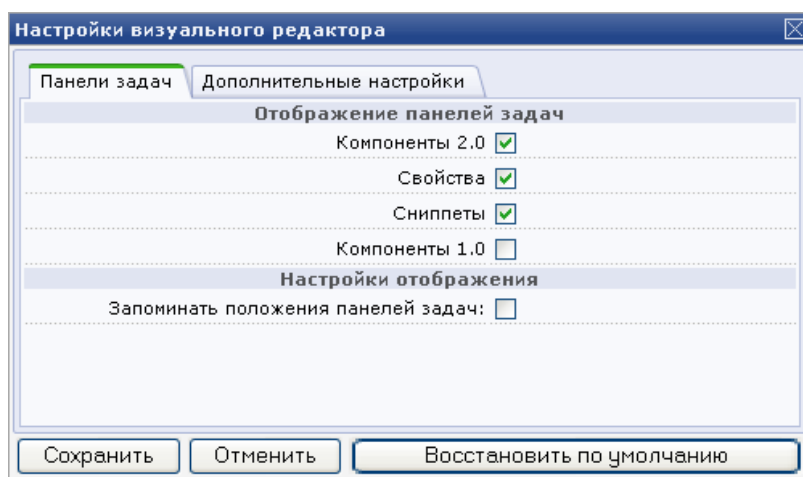 Настройки визуального редактора
Панели задач
Дополнительные настройки
Отображение панелей задач
Компоненты 2.0
Свойства
Сниппеты
Компоненты 1.0
Настройки отображения
Запоминать положения панелей задач:
Сохранить
Отменить
Восстановить по умолчанию